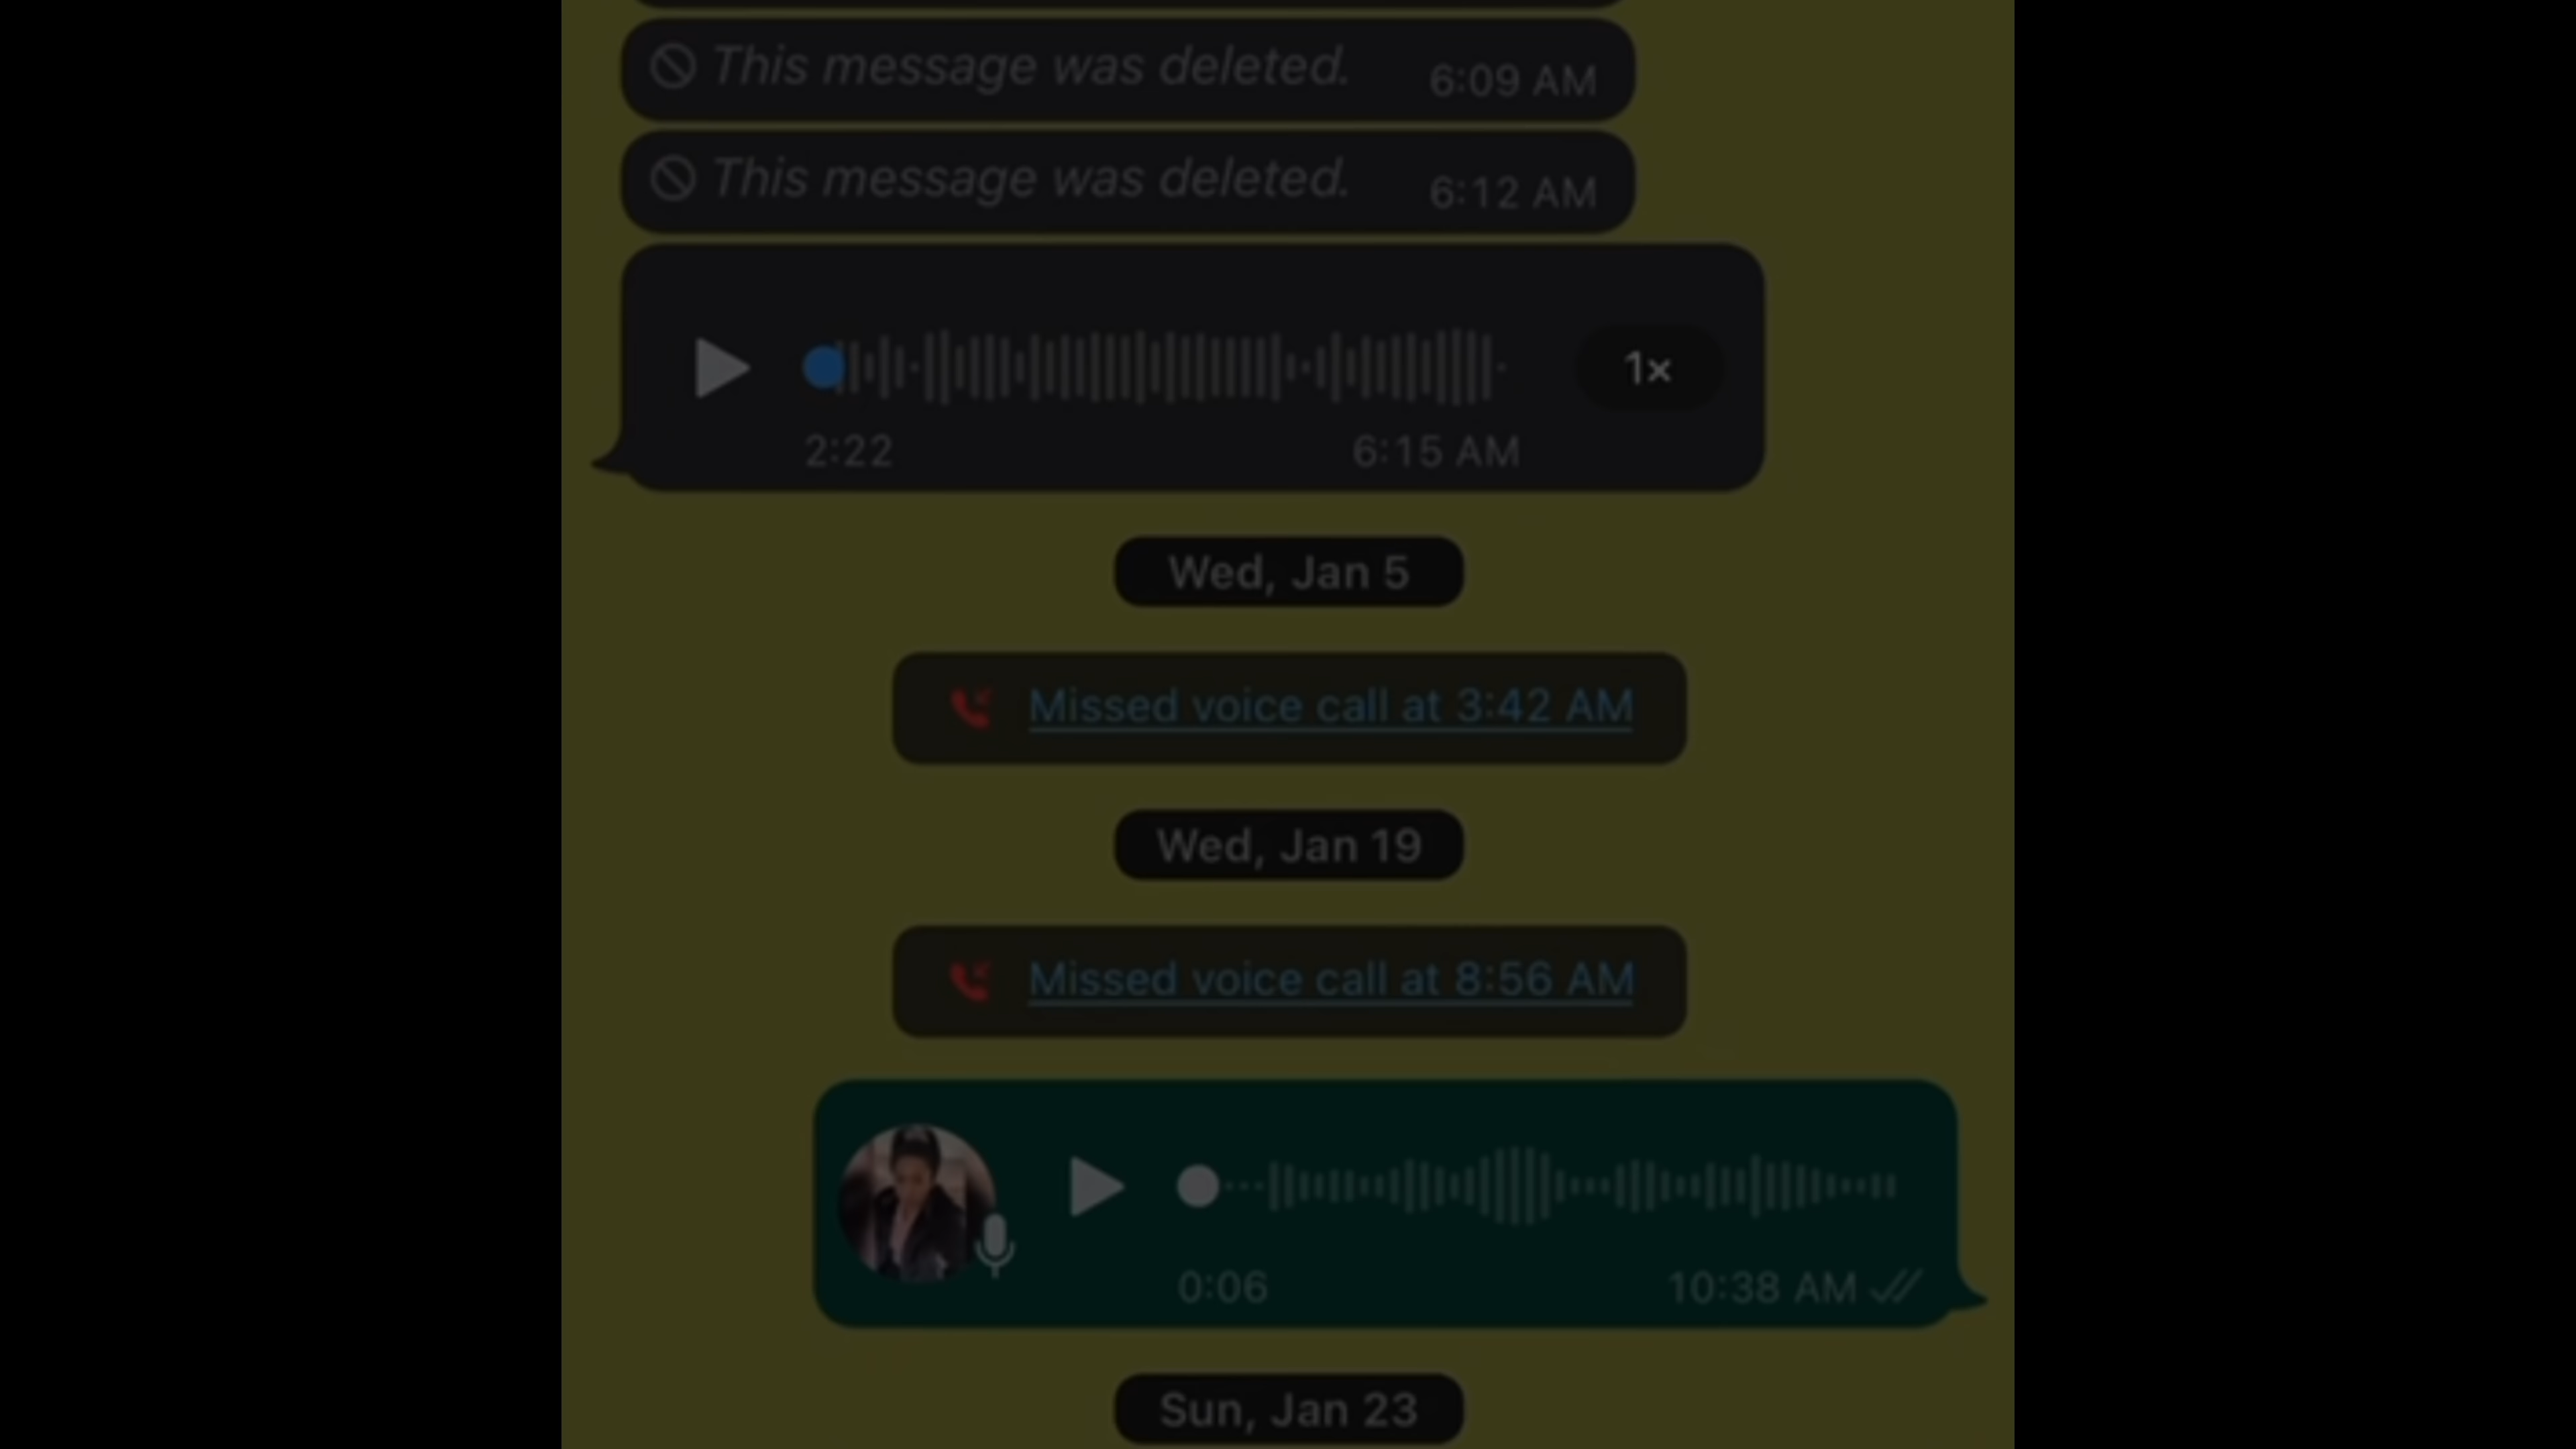 This message was deleted. 6:09 AM
This message was deleted. 6:12 AM
1×
2:22 6:15 AM
Wed, Jan 5
Missed voice call at 3:42 AM
Wed, Jan 19
Missed voice call at 8:56 AM
0:06 10:38 AM
Sun, Jan 23